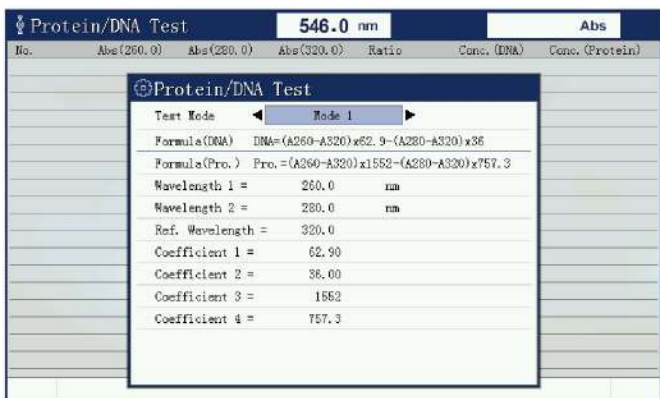 Protein/DNA Test 546.0 nm Abs
No. Abs(260.0) Abs(280.0) Abs(320.0) Ratio Conc.(DNA) Conc.(Protein)
Protein/DNA Test
Test Mode Mode 1
Formula(DNA) DNA=(A260-A320)x62.9-(A280-A320)x36
Formula(Pro.) Pro.=(A260-A320)x1552-(A280-A320)x757.3
Wavelength 1 = 260.0 nm
Wavelength 2 = 280.0 nm
Ref. Wavelength = 320.0
Coefficient 1 = 62.90
Coefficient 2 = 36.00
Coefficient 3 = 1552
Coefficient 4 = 757.3